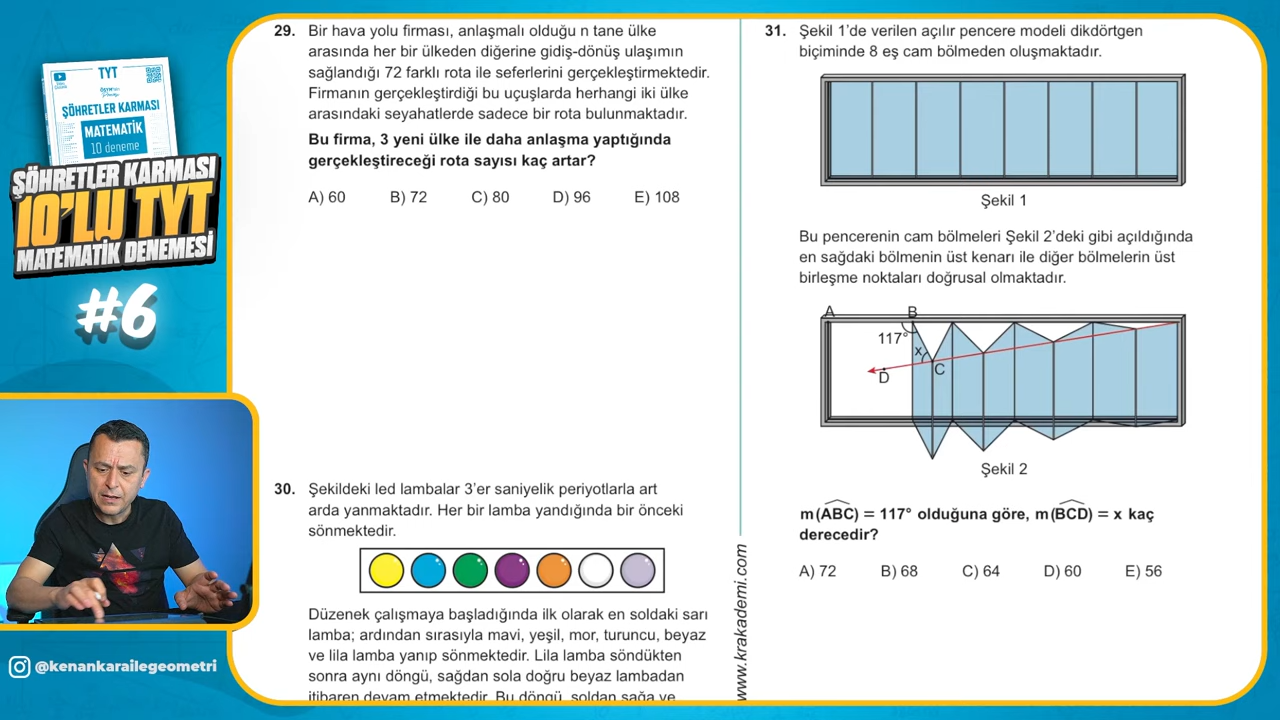 TYT
ÖSYM'nin
ŞÖHRETLER KARMASI
MATEMATİK
10 deneme
ŞÖHRETLER KARMASI
10'LU TYT
MATEMATİK DENEMESİ
#6
@kenankarailegeometri
29. Bir hava yolu firması, anlaşmalı olduğu n tane ülke
arasında her bir ülkeden diğerine gidiş-dönüş ulaşımın
sağlandığı 72 farklı rota ile seferlerini gerçekleştirmektedir.
Firmanın gerçekleştirdiği bu uçuşlarda herhangi iki ülke
arasındaki seyahatlerde sadece bir rota bulunmaktadır.
Bu firma, 3 yeni ülke ile daha anlaşma yaptığında
gerçekleştireceği rota sayısı kaç artar?
A) 60 B) 72 C) 80 D) 96 E) 108
30. Şekildeki led lambalar 3'er saniyelik periyotlarla art
arda yanmaktadır. Her bir lamba yandığında bir önceki
sönmektedir.
Düzenek çalışmaya başladığında ilk olarak en soldaki sarı
lamba; ardından sırasıyla mavi, yeşil, mor, turuncu, beyaz
ve lila lamba yanıp sönmektedir. Lila lamba söndükten
sonra aynı döngü, sağdan sola doğru beyaz lambadan
itibaren devam etmektedir. Bu döngü, soldan sağa ve
www.krakademi.com
31. Şekil 1'de verilen açılır pencere modeli dikdörtgen
biçiminde 8 eş cam bölmeden oluşmaktadır.
Şekil 1
Bu pencerenin cam bölmeleri Şekil 2'deki gibi açıldığında
en sağdaki bölmenin üst kenarı ile diğer bölmelerin üst
birleşme noktaları doğrusal olmaktadır.
A B
117°
x
C
D
Şekil 2
m(ABC) = 117° olduğuna göre, m(BCD) = x kaç
derecedir?
A) 72 B) 68 C) 64 D) 60 E) 56